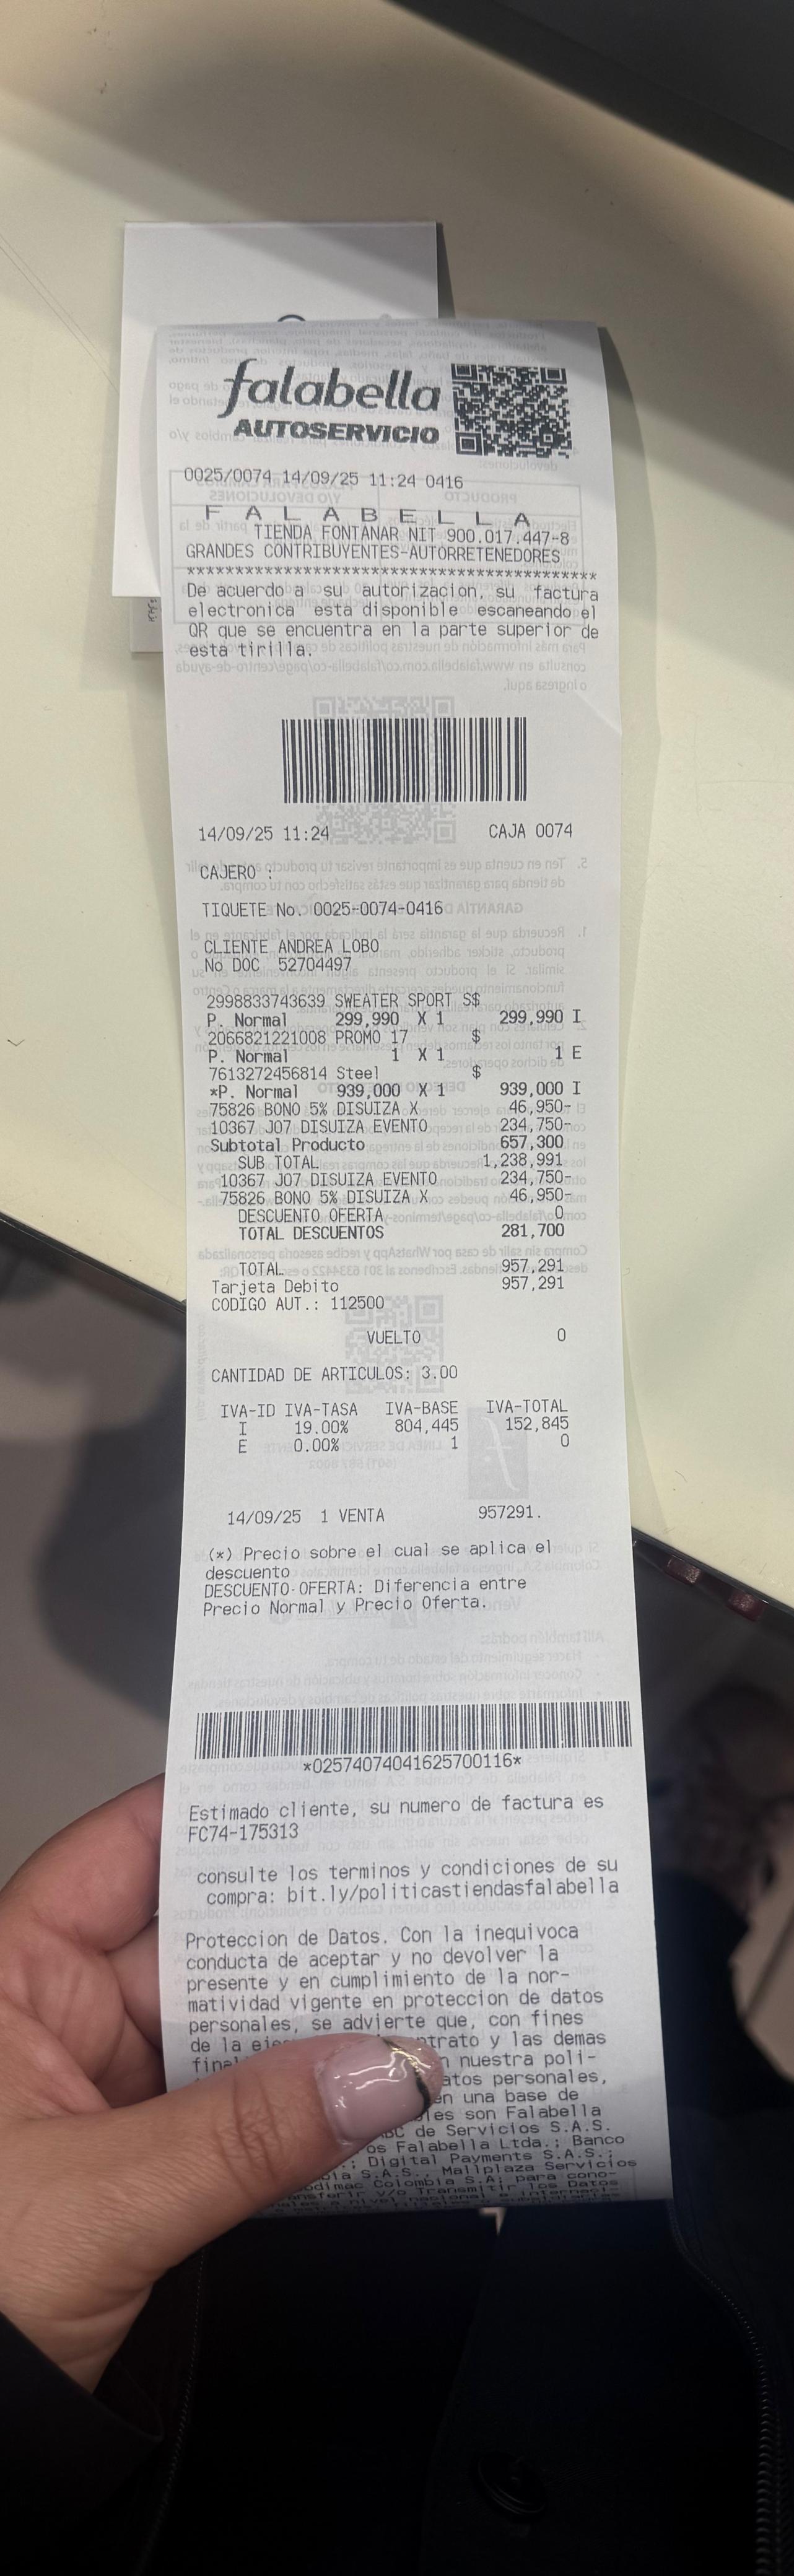 falabella
AUTOSERVICIO
0025/0074 14/09/25 11:24 0416
F A L A B E L L A
TIENDA FONTANAR NIT 900.017.447-8
GRANDES CONTRIBUYENTES-AUTORRETENEDORES
*****************************************
De acuerdo a su autorizacion, su factura
electronica esta disponible escaneando el
QR que se encuentra en la parte superior de
esta tirilla.
14/09/25 11:24 CAJA 0074
CAJERO :
TIQUETE No. 0025-0074-0416
CLIENTE ANDREA LOBO
No DOC 52704497
2998833743639 SWEATER SPORT S$
P. Normal 299,990 X 1 299,990 I
2066821221008 PROMO 17 $
P. Normal 1 X 1 1 E
7613272456814 Steel $
*P. Normal 939,000 X 1 939,000 I
75826 BONO 5% DISUIZA X 46,950-
10367 J07 DISUIZA EVENTO 234,750-
Subtotal Producto 657,300
SUB TOTAL 1,238,991
10367 J07 DISUIZA EVENTO 234,750-
75826 BONO 5% DISUIZA X 46,950-
DESCUENTO OFERTA 0
TOTAL DESCUENTOS 281,700
TOTAL 957,291
Tarjeta Debito 957,291
CODIGO AUT.: 112500
VUELTO 0
CANTIDAD DE ARTICULOS: 3.00
IVA-ID IVA-TASA IVA-BASE IVA-TOTAL
I 19.00% 804,445 152,845
E 0.00% 1 0
14/09/25 1 VENTA 957291.
(*) Precio sobre el cual se aplica el
descuento
DESCUENTO OFERTA: Diferencia entre
Precio Normal y Precio Oferta.
*02574074041625700116*
Estimado cliente, su numero de factura es
FC74-175313
consulte los terminos y condiciones de su
compra: bit.ly/politicastiendasfalabella
Proteccion de Datos. Con la inequivoca
conducta de aceptar y no devolver la
presente y en cumplimiento de la nor-
matividad vigente en proteccion de datos
personales, se advierte que, con fines
de la y las demas
nuestra poli-
personales,
en una base de
son Falabella
de Servicios S.A.S.
Falabella Ltda.; Banco
Digital Payments S.A.S.;
S.A.S., Mallplaza Servicios
Colombia S.A; para cono-
y/o Transmitir los Datos